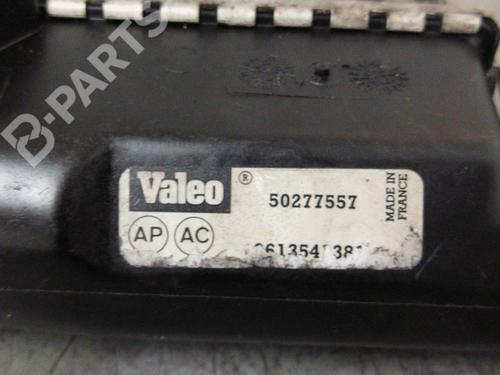 B-PARTS
Valeo ® 50277557
MADE IN
FRANCE
AP AC